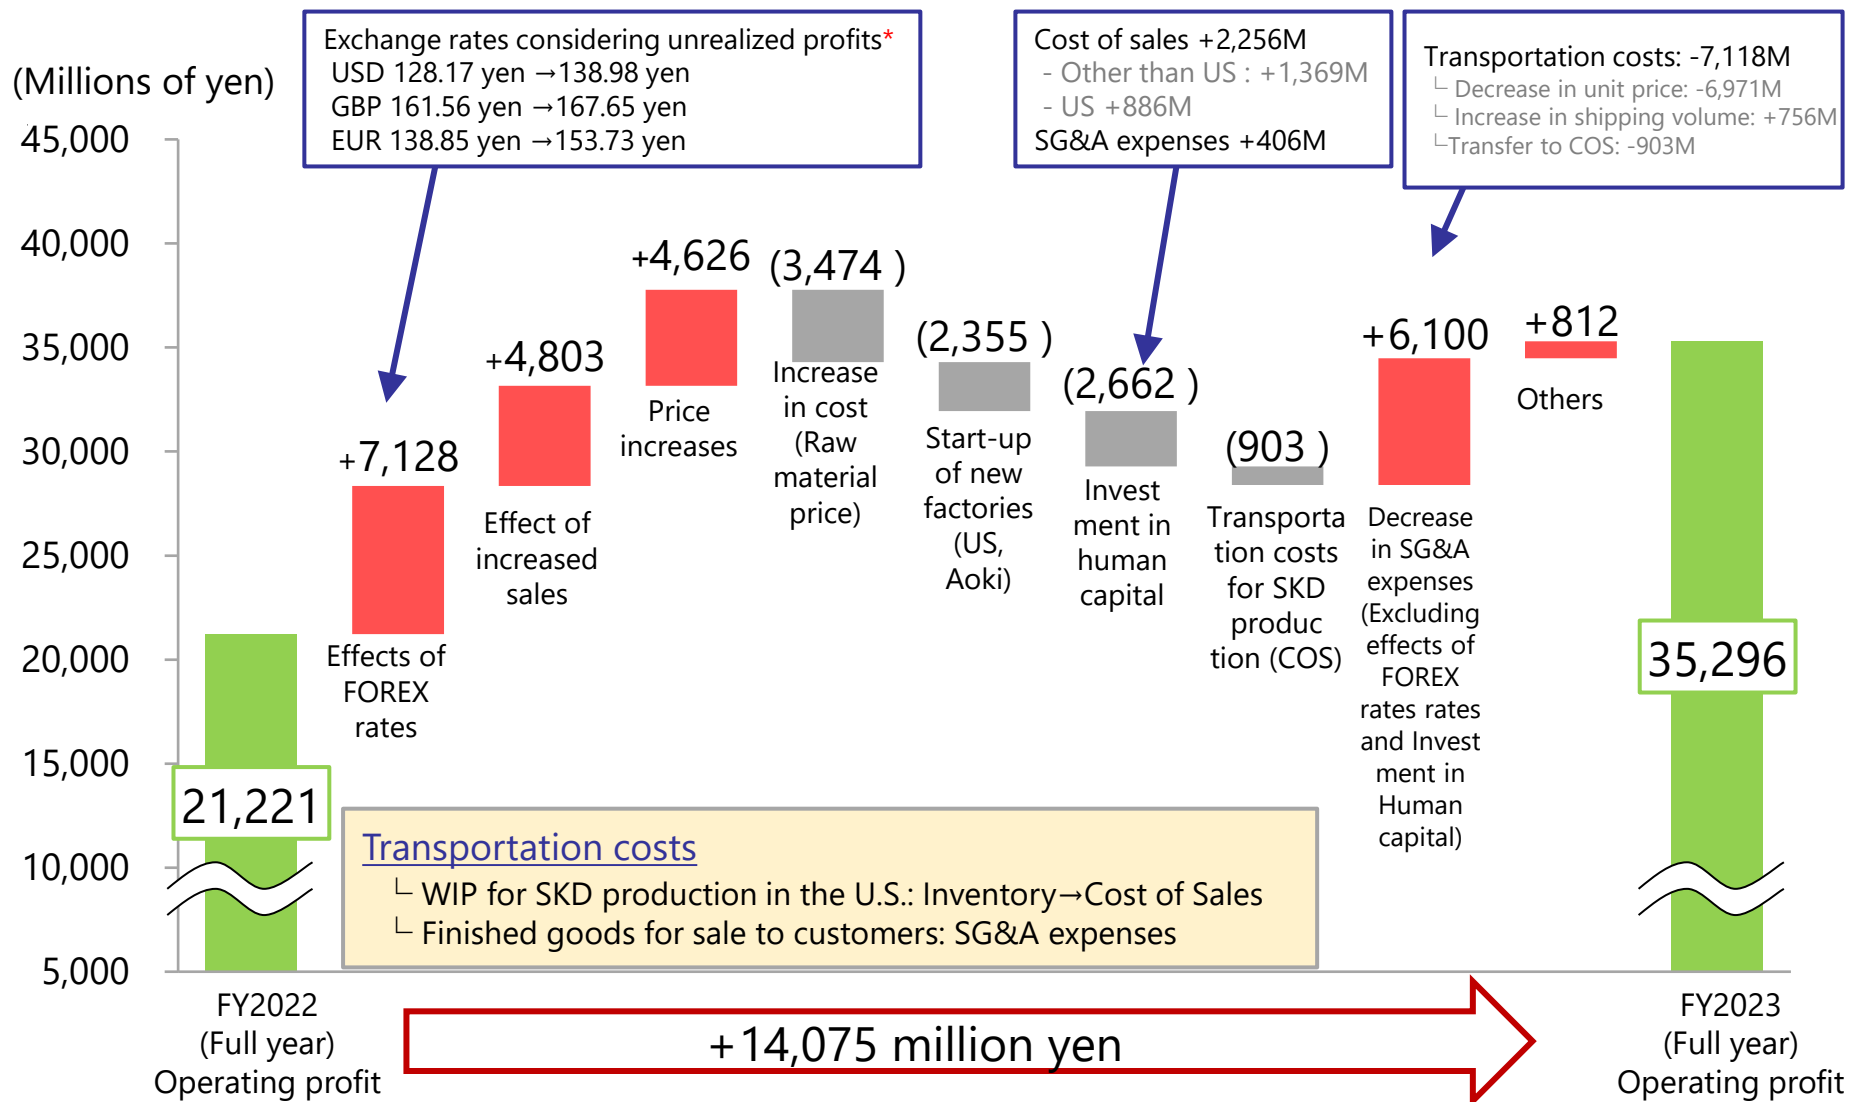 (Millions of yen)
45,000
40,000
35,000
30,000
25,000
20,000
15,000
10,000
5,000
Exchange rates considering unrealized profits*
USD 128.17 yen →138.98 yen
GBP 161.56 yen →167.65 yen
EUR 138.85 yen →153.73 yen
Cost of sales +2,256M
- Other than US : +1,369M
- US +886M
SG&A expenses +406M
Transportation costs: -7,118M
└ Decrease in unit price: -6,971M
└ Increase in shipping volume: +756M
└Transfer to COS: -903M
21,221
+7,128
Effects of
FOREX
rates
+4,803
Effect of
increased
sales
+4,626
Price
increases
(3,474 )
Increase
in cost
(Raw
material
price)
(2,355 )
Start-up
of new
factories
(US,
Aoki)
(2,662 )
Invest
ment in
human
capital
(903 )
Transporta
tion costs
for SKD
produc
tion (COS)
+6,100
Decrease
in SG&A
expenses
(Excluding
effects of
FOREX
rates rates
and Invest
ment in
Human
capital)
+812
Others
35,296
Transportation costs
└ WIP for SKD production in the U.S.: Inventory→Cost of Sales
└ Finished goods for sale to customers: SG&A expenses
FY2022
(Full year)
Operating profit
+14,075 million yen
FY2023
(Full year)
Operating profit